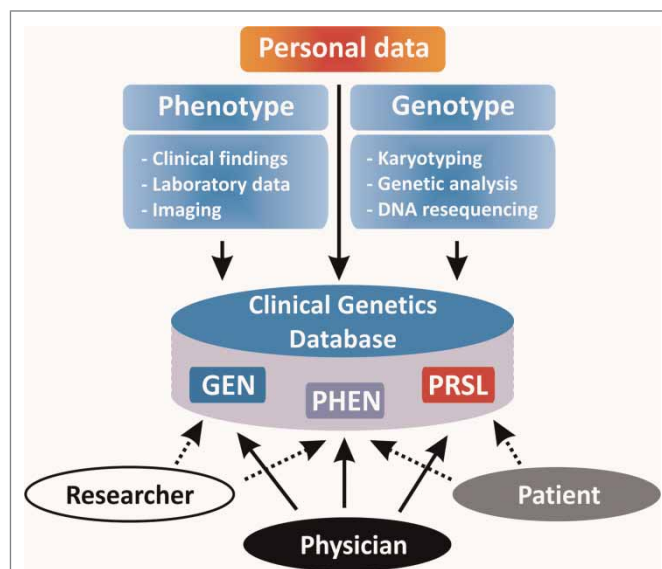 Personal data
Phenotype
- Clinical findings
- Laboratory data
- Imaging
Genotype
- Karyotyping
- Genetic analysis
- DNA resequencing
Clinical Genetics
Database
GEN
PHEN
PRSL
Researcher
Patient
Physician